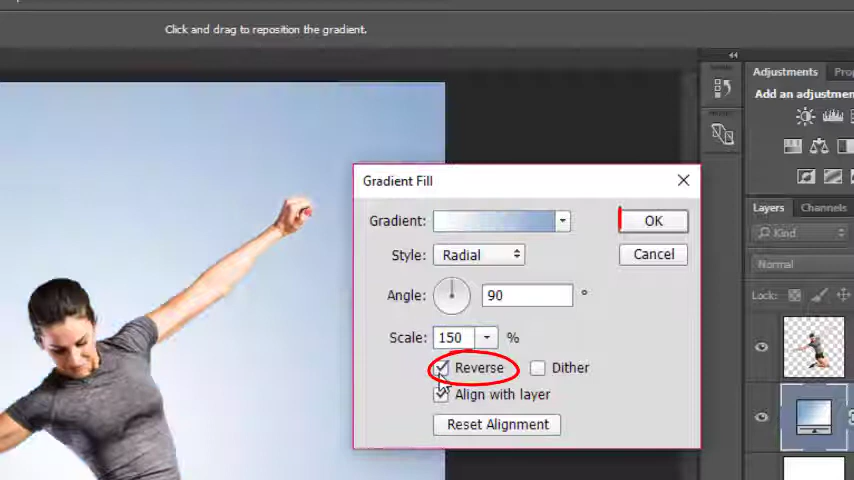 Click and drag to reposition the gradient.
Adjustments
Add an adjustmen
Gradient Fill
Gradient:
OK
Style: Radial
Cancel
Angle: 90 °
Scale: 150 %
Reverse Dither
Align with layer
Reset Alignment
Layers Channels
Kind
Normal
Lock: